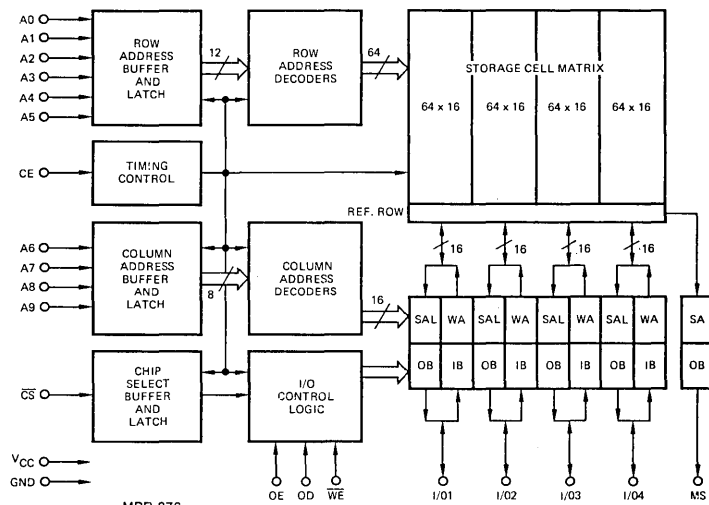 A0
A1
A2
A3
A4
A5
ROW
ADDRESS
BUFFER
AND
LATCH
12
ROW
ADDRESS
DECODERS
64
STORAGE CELL MATRIX
64 x 16
64 x 16
64 x 16
64 x 16
CE
TIMING
CONTROL
REF. ROW
16
16
16
16
A6
A7
A8
A9
COLUMN
ADDRESS
BUFFER
AND
LATCH
8
COLUMN
ADDRESS
DECODERS
16
SAL WA SAL WA SAL WA SAL WA SA
OB IB OB IB OB IB OB IB OB
CS
CHIP
SELECT
BUFFER
AND
LATCH
I/O
CONTROL
LOGIC
VCC
GND
OE OD WE
I/01 I/02 I/03 I/04 MS